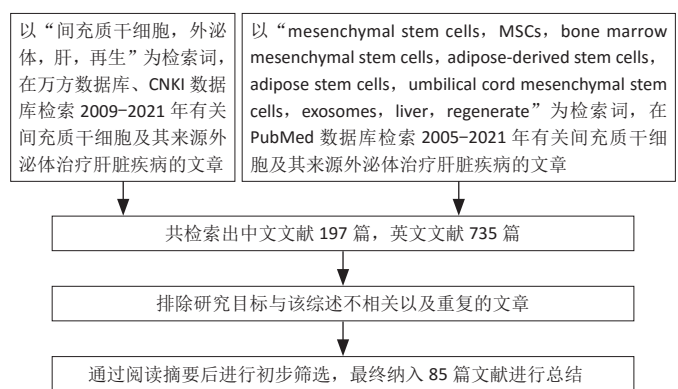 以“间充质干细胞，外泌
体，肝，再生”为检索词，
在万方数据库、CNKI 数据
库检索 2009−2021 年有关
间充质干细胞及其来源外
泌体治疗肝脏疾病的文章
以“mesenchymal stem cells，MSCs，bone marrow
mesenchymal stem cells，adipose-derived stem cells，
adipose stem cells，umbilical cord mesenchymal stem
cells，exosomes，liver，regenerate”为检索词，在
PubMed 数据库检索 2005−2021 年有关间充质干细
胞及其来源外泌体治疗肝脏疾病的文章
共检索出中文文献 197 篇，英文文献 735 篇
排除研究目标与该综述不相关以及重复的文章
通过阅读摘要后进行初步筛选，最终纳入 85 篇文献进行总结